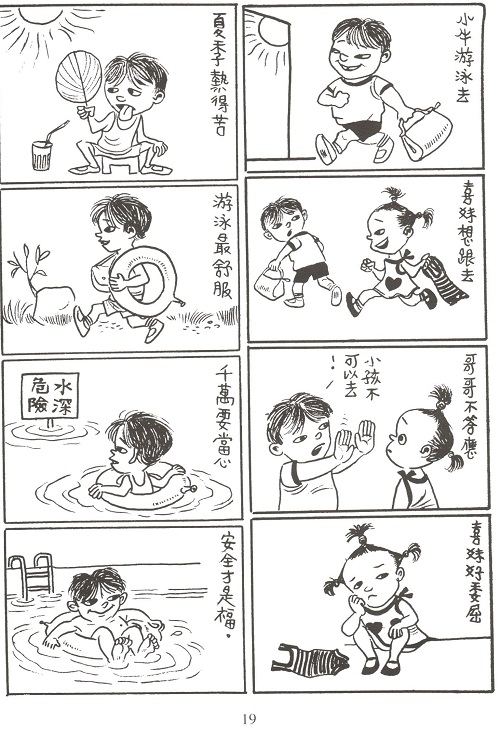 小牛游泳去
喜妹想跟去
哥哥不答應
小孩不
可以去
!
喜妹好委屈
夏季熱得苦
游泳最舒服
千萬要當心
水深
危險
安全才是福.
19